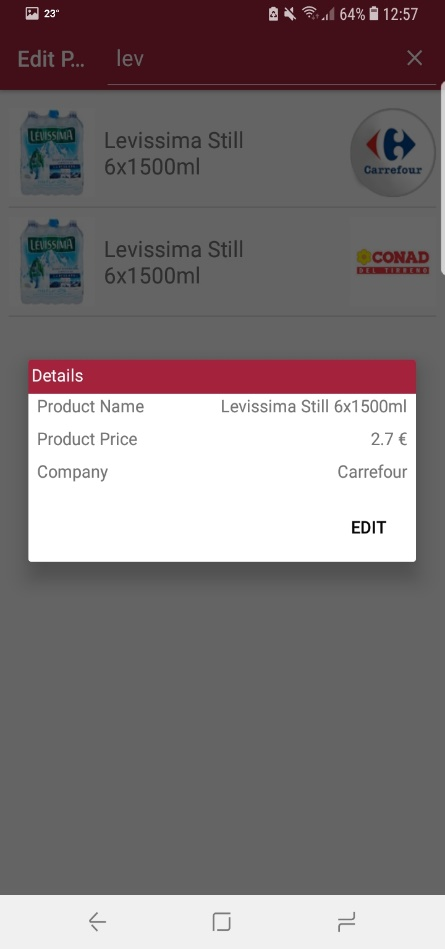 23°
64%
12:57
Edit P...
lev
LEVISSIMA
Levissima Still
6x1500ml
Carrefour
LEVISSIMA
Levissima Still
6x1500ml
CONAD
DEL TIRRENO
Details
Product Name
Levissima Still 6x1500ml
Product Price
2.7 €
Company
Carrefour
EDIT